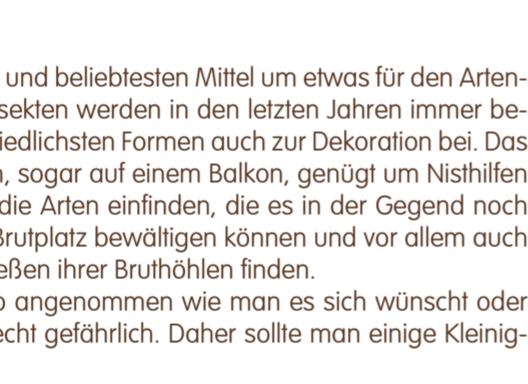 und beliebtesten Mittel um etwas für den Arten-
sekten werden in den letzten Jahren immer be-
iedlichsten Formen auch zur Dekoration bei. Das
, sogar auf einem Balkon, genügt um Nisthilfen
die Arten einfinden, die es in der Gegend noch
Brutplatz bewältigen können und vor allem auch
eßen ihrer Bruthöhlen finden.
angenommen wie man es sich wünscht oder
echt gefährlich. Daher sollte man einige Kleinig-